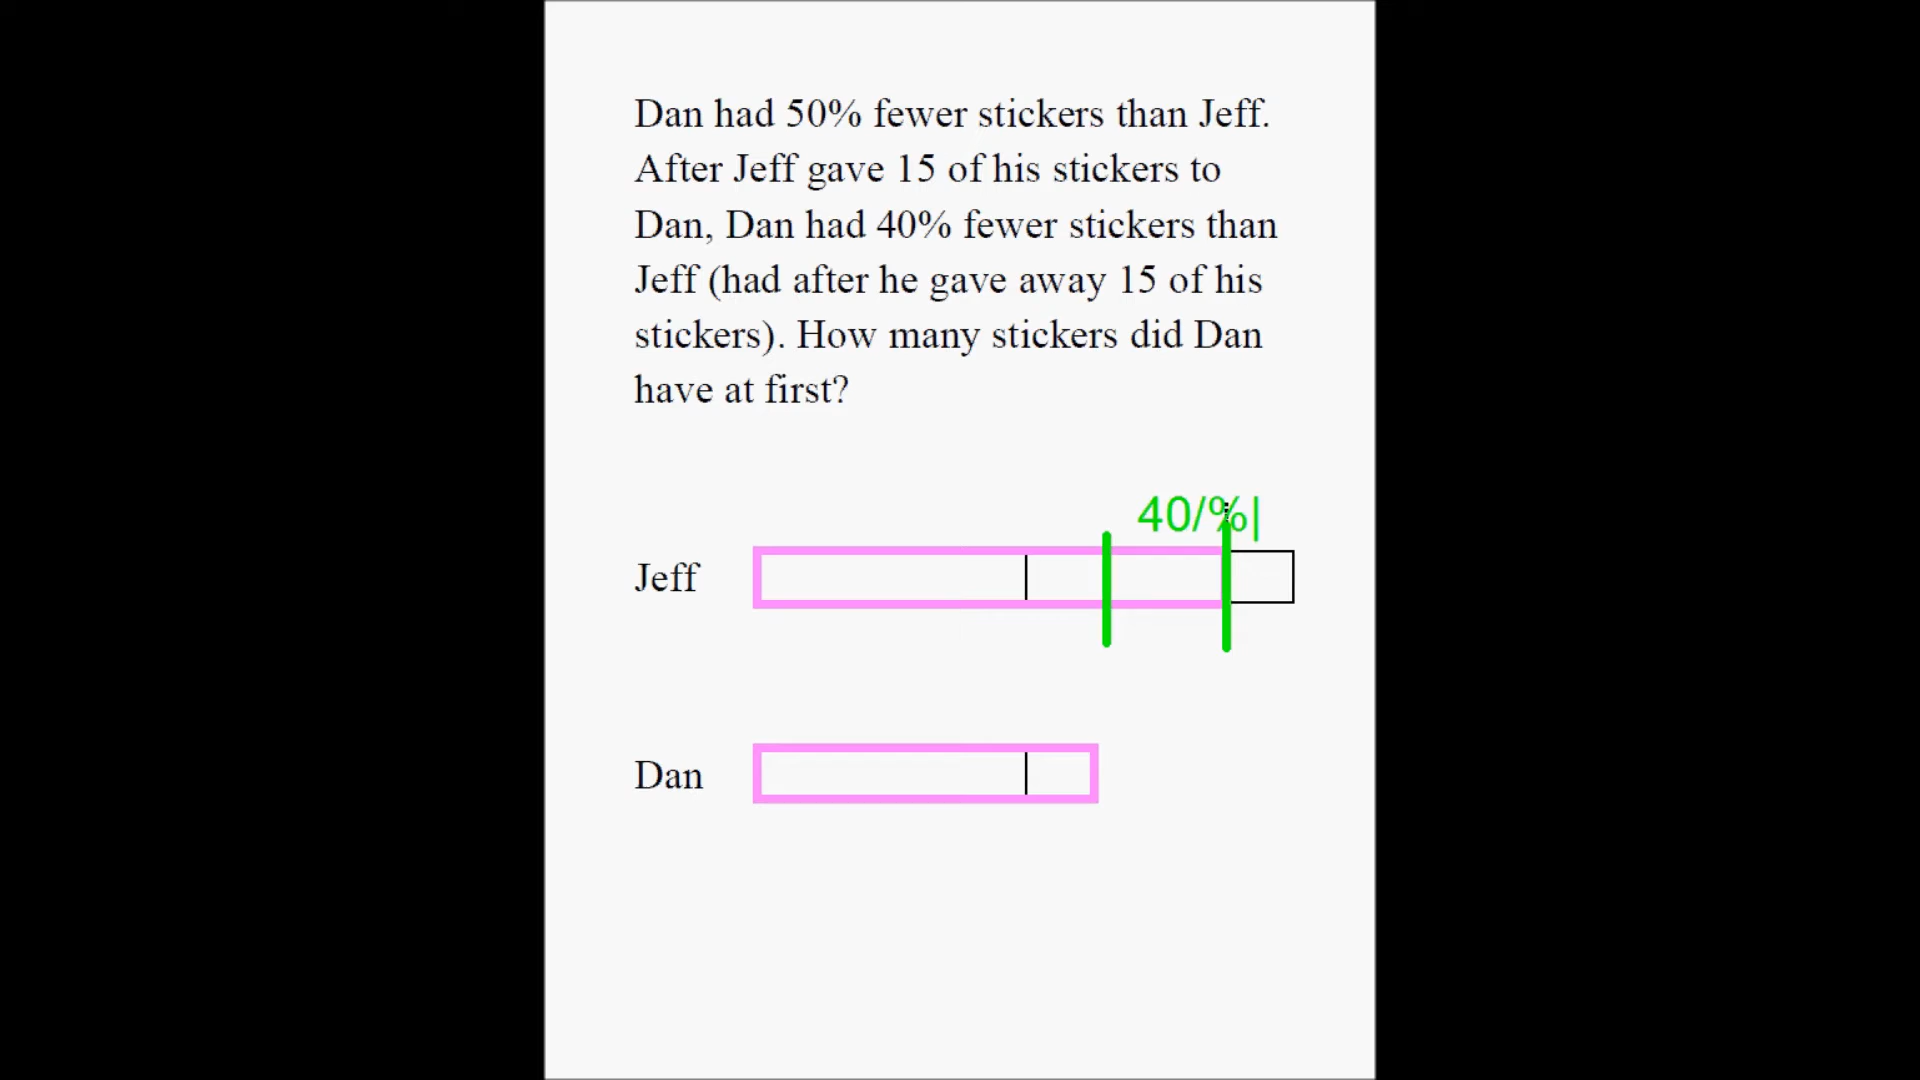 Dan had 50% fewer stickers than Jeff.
After Jeff gave 15 of his stickers to
Dan, Dan had 40% fewer stickers than
Jeff (had after he gave away 15 of his
stickers). How many stickers did Dan
have at first?
40/%
Jeff
Dan